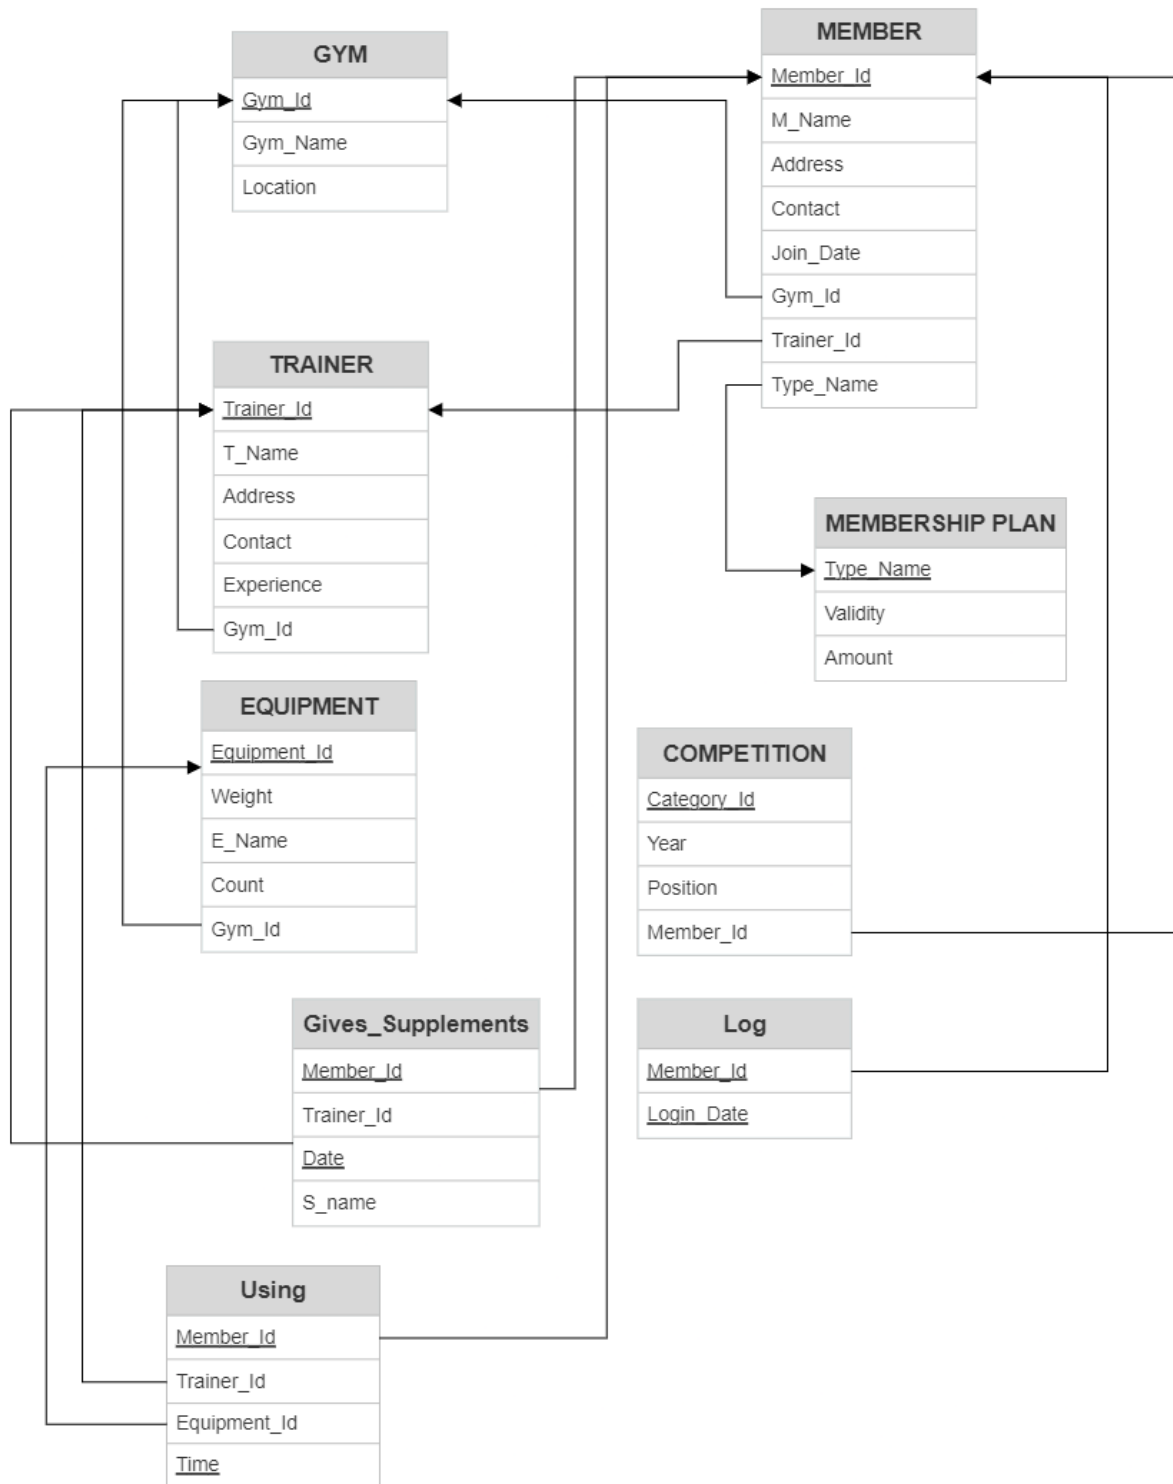 GYM
Gym_Id
Gym_Name
Location
MEMBER
Member_Id
M_Name
Address
Contact
Join_Date
Gym_Id
Trainer_Id
Type_Name
TRAINER
Trainer_Id
T_Name
Address
Contact
Experience
Gym_Id
MEMBERSHIP PLAN
Type_Name
Validity
Amount
EQUIPMENT
Equipment_Id
Weight
E_Name
Count
Gym_Id
COMPETITION
Category_Id
Year
Position
Member_Id
Gives_Supplements
Member_Id
Trainer_Id
Date
S_name
Log
Member_Id
Login_Date
Using
Member_Id
Trainer_Id
Equipment_Id
Time